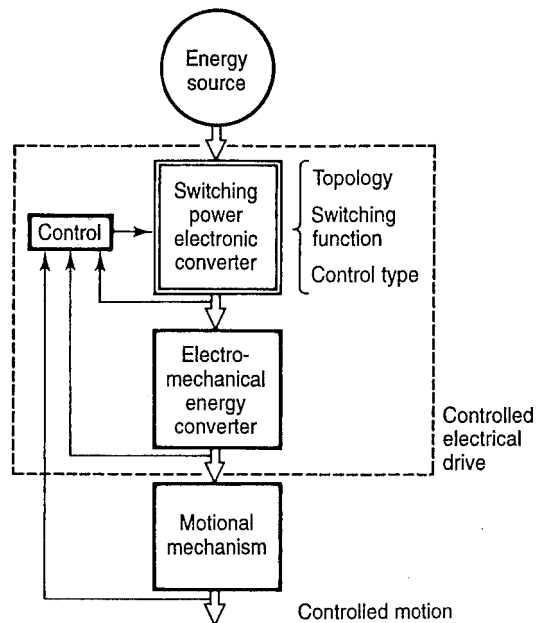 Energy
source
Switching
power
electronic
converter
Topology
Switching
function
Control type
Control
Electro-
mechanical
energy
converter
Controlled
electrical
drive
Motional
mechanism
Controlled motion